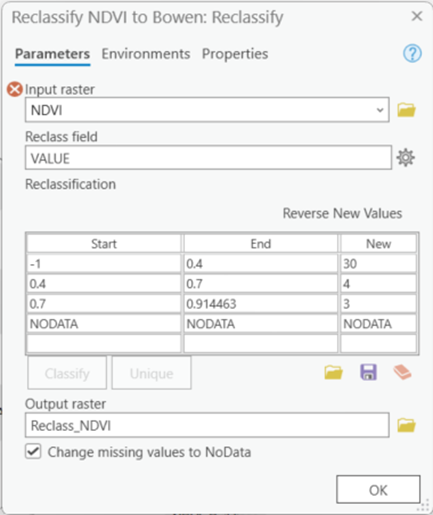 Reclassify NDVI to Bowen: Reclassify
Parameters Environments Properties
Input raster
NDVI
Reclass field
VALUE
Reclassification
Reverse New Values
Start End New
-1 0.4 30
0.4 0.7 4
0.7 0.914463 3
NODATA NODATA NODATA
Classify Unique
Output raster
Reclass_NDVI
Change missing values to NoData
OK